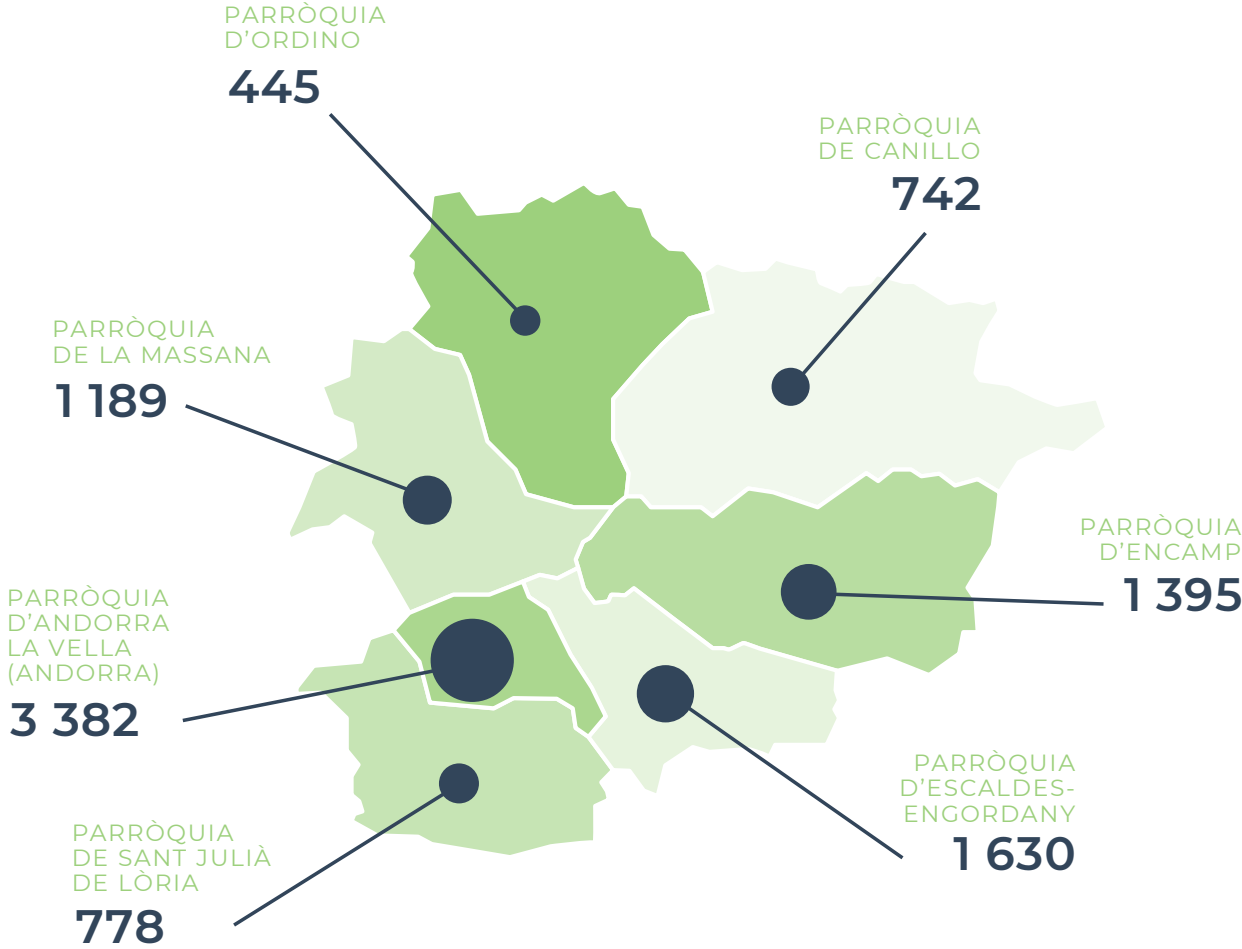 PARRÒQUIA
D’ORDINO
445
PARRÒQUIA
DE CANILLO
742
PARRÒQUIA
DE LA MASSANA
1 189
PARRÒQUIA
D’ENCAMP
1 395
PARRÒQUIA
D’ANDORRA
LA VELLA
(ANDORRA)
3 382
PARRÒQUIA
D’ESCALDES-
ENGORDANY
1 630
PARRÒQUIA
DE SANT JULIÀ
DE LÒRIA
778